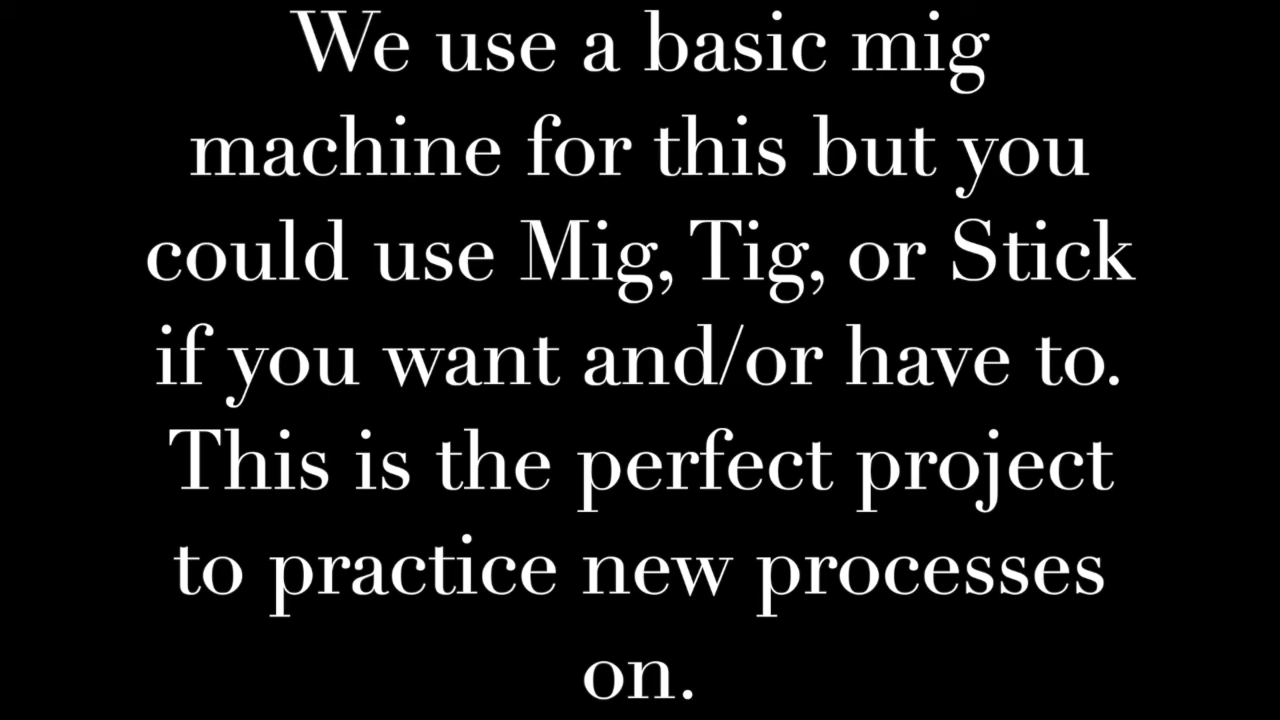 We use a basic mig
machine for this but you
could use Mig, Tig, or Stick
if you want and/or have to.
This is the perfect project
to practice new processes
on.